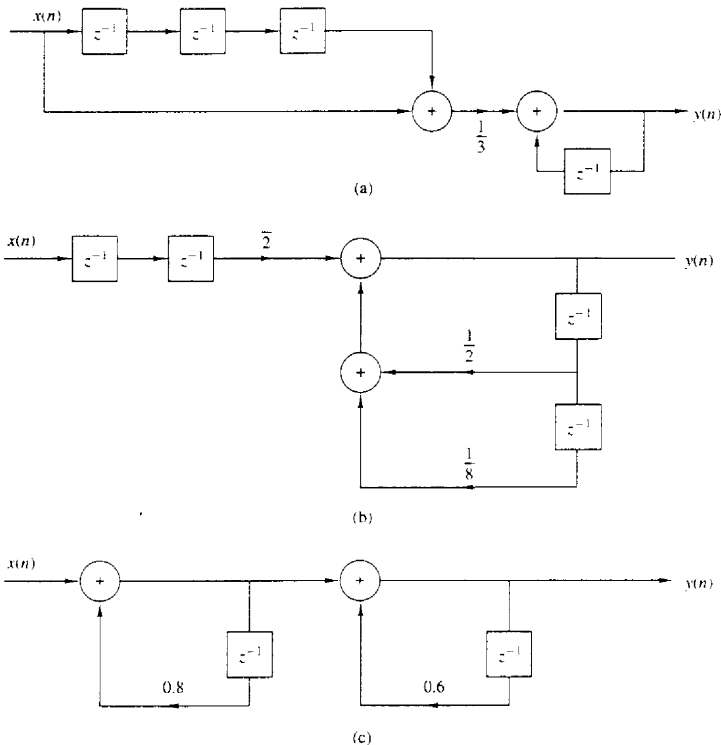 x(n)
z⁻¹ z⁻¹ z⁻¹
+ +
1/3
y(n)
z⁻¹
(a)
x(n)
z⁻¹ z⁻¹
2
+
y(n)
z⁻¹
1/2
+
z⁻¹
1/8
(b)
x(n)
+ +
y(n)
z⁻¹ z⁻¹
0.8 0.6
(c)